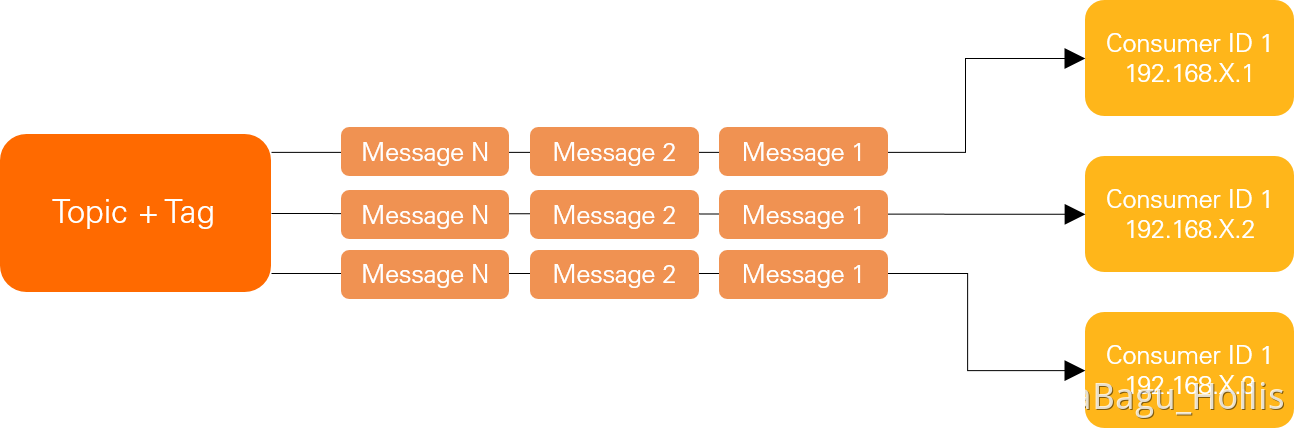 Consumer ID 1
192.168.X.1
Message N
Message 2
Message 1
Topic + Tag
Message N
Message 2
Message 1
Consumer ID 1
192.168.X.2
Message N
Message 2
Message 1
Consumer ID 1
192.168.X.3
aBagu_Hollis